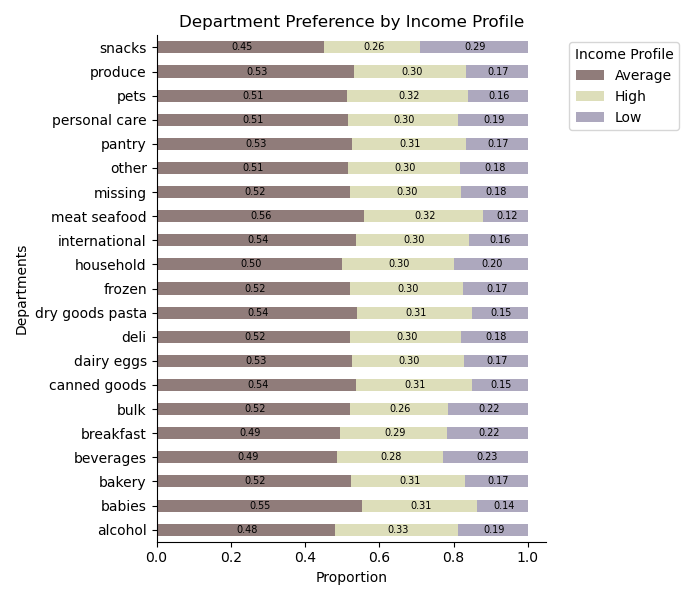 Department Preference by Income Profile
Income Profile
Average
High
Low
snacks 0.45 0.26 0.29
produce 0.53 0.30 0.17
pets 0.51 0.32 0.16
personal care 0.51 0.30 0.19
pantry 0.53 0.31 0.17
other 0.51 0.30 0.18
missing 0.52 0.30 0.18
meat seafood 0.56 0.32 0.12
international 0.54 0.30 0.16
household 0.50 0.30 0.20
frozen 0.52 0.30 0.17
dry goods pasta 0.54 0.31 0.15
deli 0.52 0.30 0.18
dairy eggs 0.53 0.30 0.17
canned goods 0.54 0.31 0.15
bulk 0.52 0.26 0.22
breakfast 0.49 0.29 0.22
beverages 0.49 0.28 0.23
bakery 0.52 0.31 0.17
babies 0.55 0.31 0.14
alcohol 0.48 0.33 0.19
0.0 0.2 0.4 0.6 0.8 1.0
Proportion
Departments